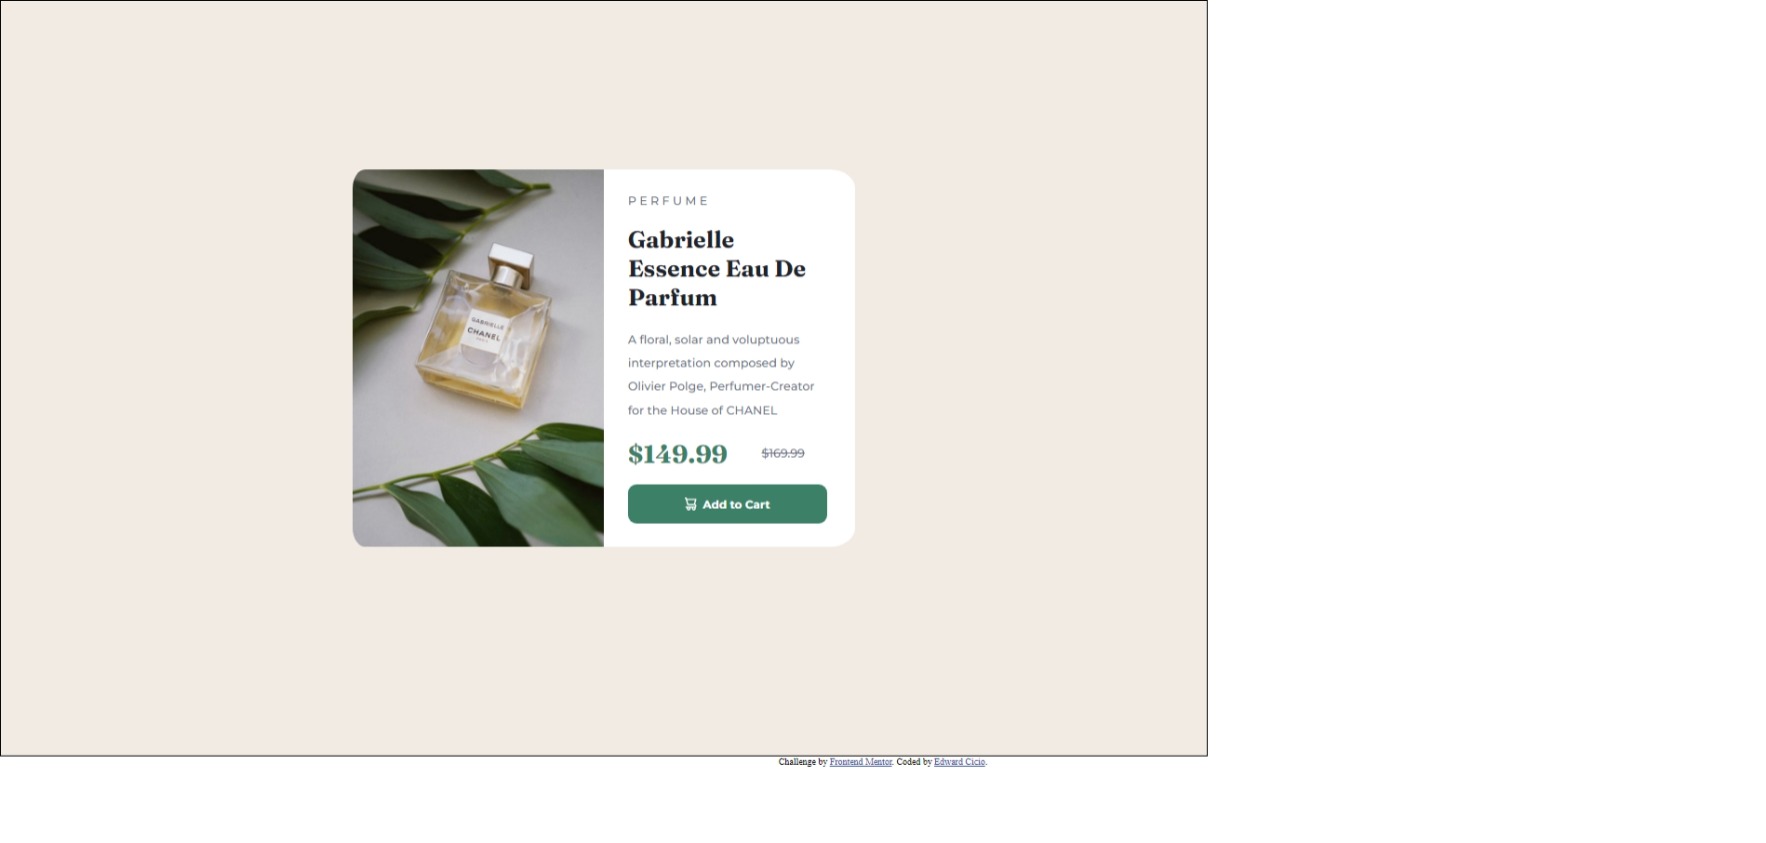 PERFUME
Gabrielle
Essence Eau De
Parfum
A floral, solar and voluptuous
interpretation composed by
Olivier Polge, Perfumer-Creator
for the House of CHANEL
$149.99 $169.99
Add to Cart
GABRIELLE
CHANEL
Challenge by Frontend Mentor. Coded by Edward Cicio.